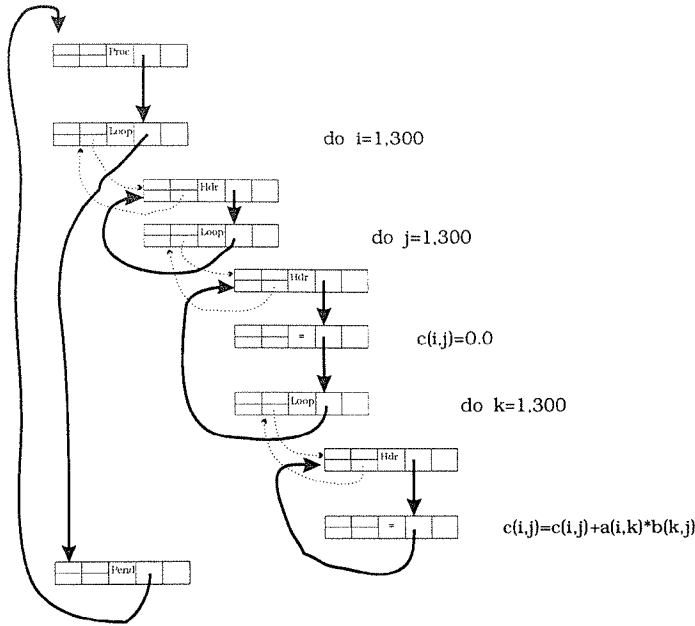 Proc
Loop
do i=1,300
Hdr
Loop
do j=1,300
Hdr
=
c(i,j)=0.0
Loop
do k=1,300
Hdr
=
c(i,j)=c(i,j)+a(i,k)*b(k,j)
Pend